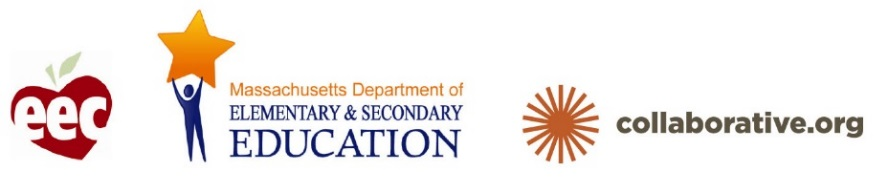 eec
Massachusetts Department of
ELEMENTARY & SECONDARY
EDUCATION
collaborative.org